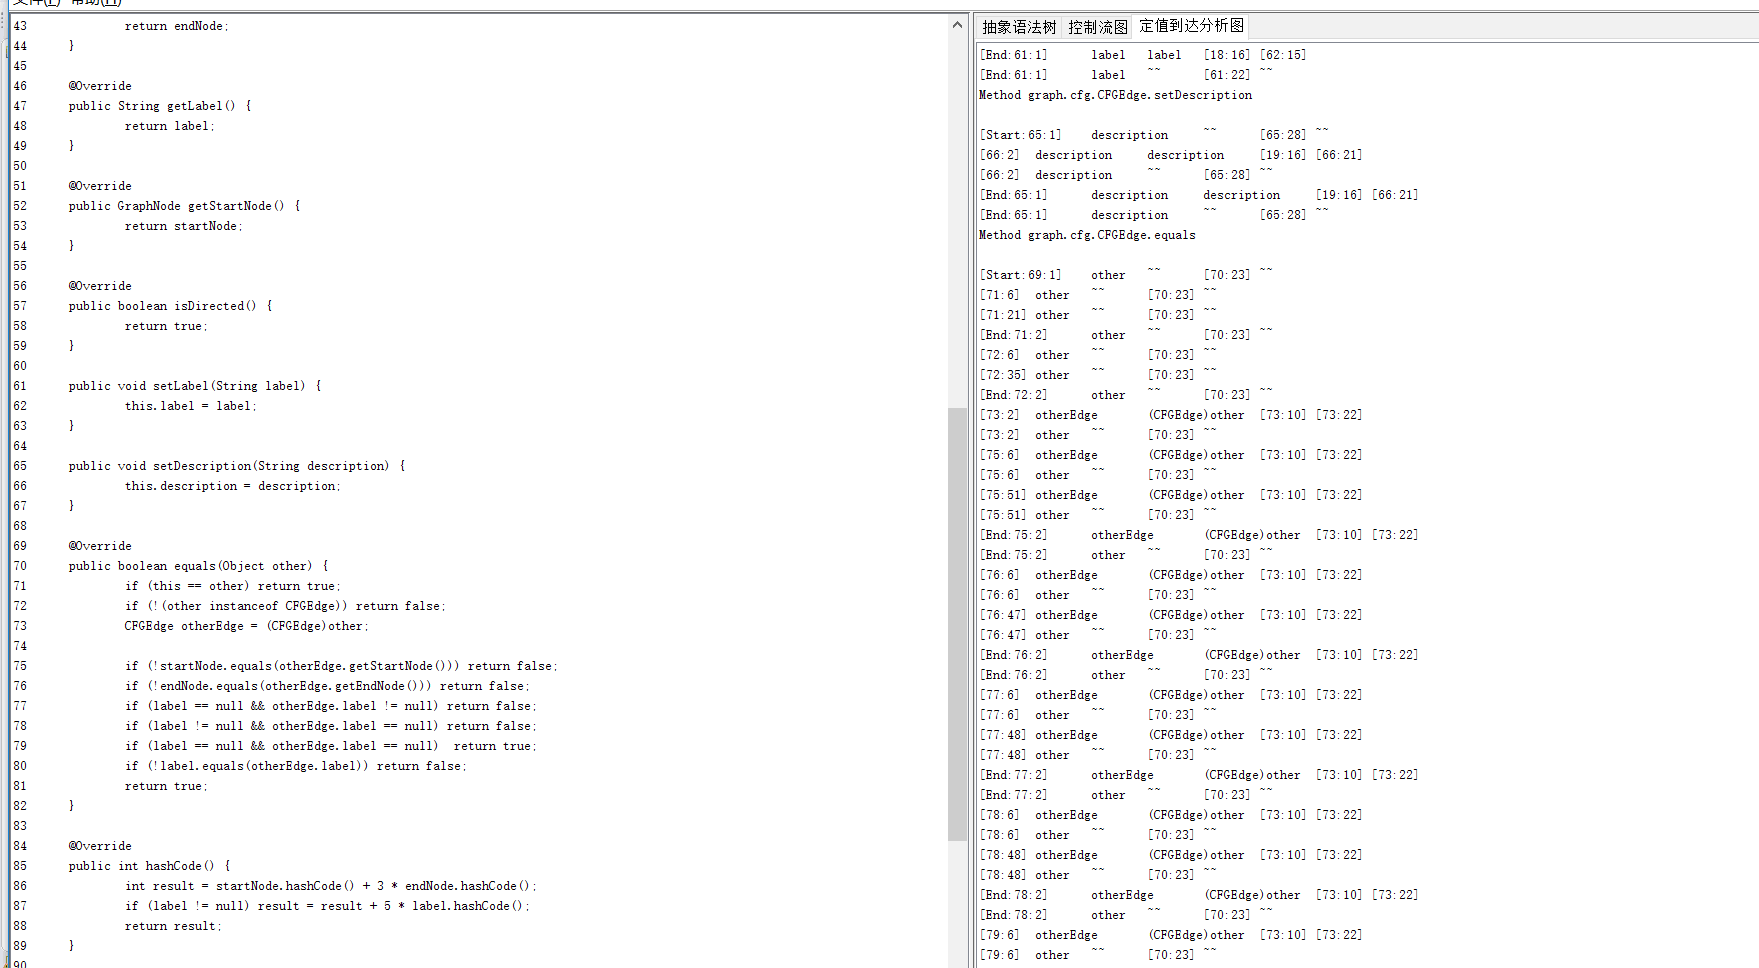 文件(F) 帮助(H)
43 return endNode;
44 }
45
46 @Override
47 public String getLabel() {
48 return label;
49 }
50
51 @Override
52 public GraphNode getStartNode() {
53 return startNode;
54 }
55
56 @Override
57 public boolean isDirected() {
58 return true;
59 }
60
61 public void setLabel(String label) {
62 this.label = label;
63 }
64
65 public void setDescription(String description) {
66 this.description = description;
67 }
68
69 @Override
70 public boolean equals(Object other) {
71 if (this == other) return true;
72 if (!(other instanceof CFGEdge)) return false;
73 CFGEdge otherEdge = (CFGEdge)other;
74
75 if (!startNode.equals(otherEdge.getStartNode())) return false;
76 if (!endNode.equals(otherEdge.getEndNode())) return false;
77 if (label == null && otherEdge.label != null) return false;
78 if (label != null && otherEdge.label == null) return false;
79 if (label == null && otherEdge.label == null)  return true;
80 if (!label.equals(otherEdge.label)) return false;
81 return true;
82 }
83
84 @Override
85 public int hashCode() {
86 int result = startNode.hashCode() + 3 * endNode.hashCode();
87 if (label != null) result = result + 5 * label.hashCode();
88 return result;
89 }
90
抽象语法树 控制流图 定值到达分析图
[End:61:1] label label [18:16] [62:15]
[End:61:1] label ~~ [61:22] ~~
Method graph.cfg.CFGEdge.setDescription
[Start:65:1] description ~~ [65:28] ~~
[66:2] description description [19:16] [66:21]
[66:2] description ~~ [65:28] ~~
[End:65:1] description description [19:16] [66:21]
[End:65:1] description ~~ [65:28] ~~
Method graph.cfg.CFGEdge.equals
[Start:69:1] other ~~ [70:23] ~~
[71:6] other ~~ [70:23] ~~
[71:21] other ~~ [70:23] ~~
[End:71:2] other ~~ [70:23] ~~
[72:6] other ~~ [70:23] ~~
[72:35] other ~~ [70:23] ~~
[End:72:2] other ~~ [70:23] ~~
[73:2] otherEdge (CFGEdge)other [73:10] [73:22]
[73:2] other ~~ [70:23] ~~
[75:6] otherEdge (CFGEdge)other [73:10] [73:22]
[75:6] other ~~ [70:23] ~~
[75:51] otherEdge (CFGEdge)other [73:10] [73:22]
[75:51] other ~~ [70:23] ~~
[End:75:2] otherEdge (CFGEdge)other [73:10] [73:22]
[End:75:2] other ~~ [70:23] ~~
[76:6] otherEdge (CFGEdge)other [73:10] [73:22]
[76:6] other ~~ [70:23] ~~
[76:47] otherEdge (CFGEdge)other [73:10] [73:22]
[76:47] other ~~ [70:23] ~~
[End:76:2] otherEdge (CFGEdge)other [73:10] [73:22]
[End:76:2] other ~~ [70:23] ~~
[77:6] otherEdge (CFGEdge)other [73:10] [73:22]
[77:6] other ~~ [70:23] ~~
[77:48] otherEdge (CFGEdge)other [73:10] [73:22]
[77:48] other ~~ [70:23] ~~
[End:77:2] otherEdge (CFGEdge)other [73:10] [73:22]
[End:77:2] other ~~ [70:23] ~~
[78:6] otherEdge (CFGEdge)other [73:10] [73:22]
[78:6] other ~~ [70:23] ~~
[78:48] otherEdge (CFGEdge)other [73:10] [73:22]
[78:48] other ~~ [70:23] ~~
[End:78:2] otherEdge (CFGEdge)other [73:10] [73:22]
[End:78:2] other ~~ [70:23] ~~
[79:6] otherEdge (CFGEdge)other [73:10] [73:22]
[79:6] other ~~ [70:23] ~~